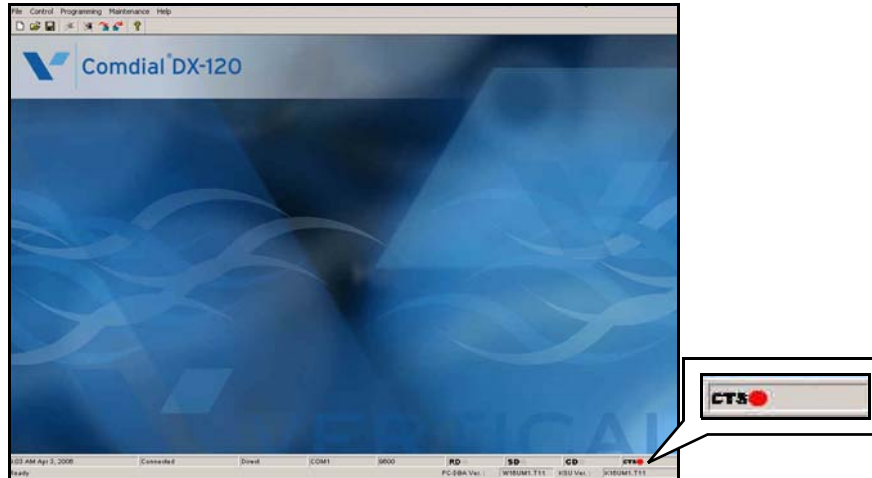 File Control Programming Maintenance Help
Comdial® DX-120
VERTICAL
:03 AM Apr 3, 2008 Connected Direct COM1 9600 RD SD CD CTS
Ready PC-DBA Ver.: W16UM1.T11 KSU Ver.: K16UM1.T11
CTS